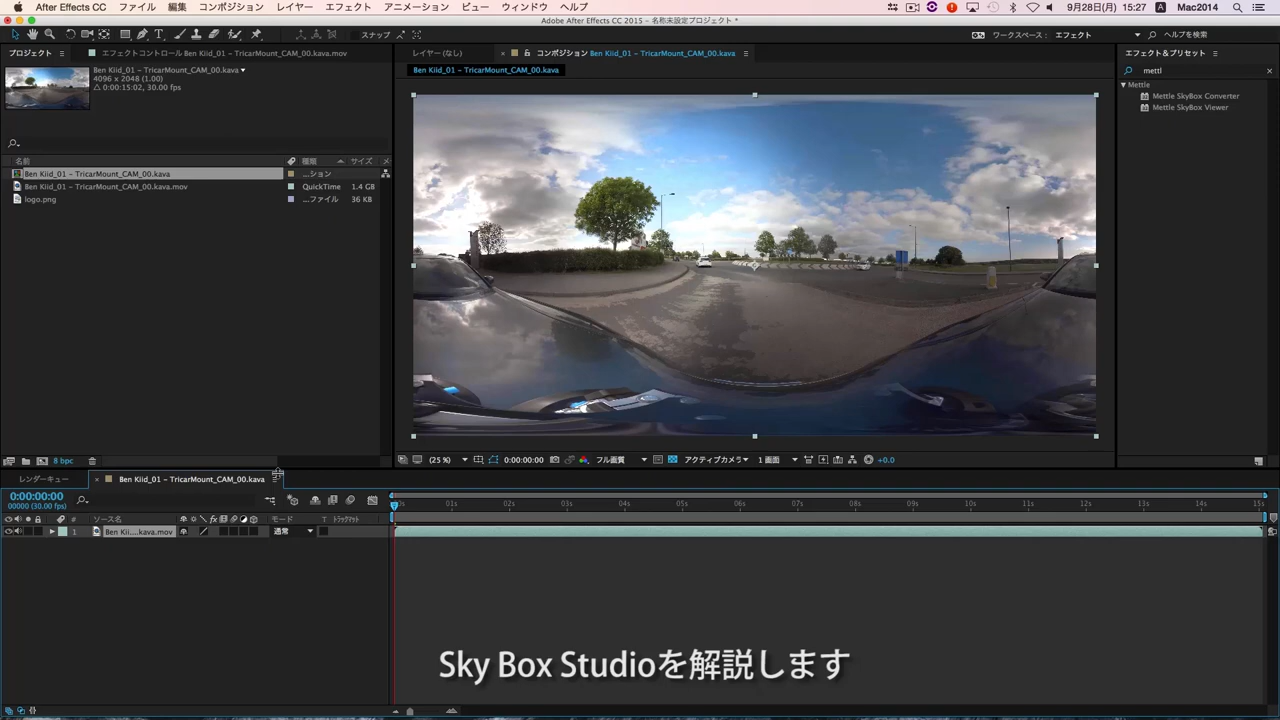 After Effects CC ファイル 編集 コンポジション レイヤー エフェクト アニメーション ビュー ウィンドウ ヘルプ 9月28日(月) 15:27 A Mac2014
Adobe After Effects CC 2015 - 名称未設定プロジェクト *
スナップ ワークスペース: エフェクト ヘルプを検索
プロジェクト エフェクトコントロール Ben Kiid_01 - TricarMount_CAM_00.kava.mov
レイヤー (なし) コンポジション Ben Kiid_01 - TricarMount_CAM_00.kava
エフェクト&プリセット
Ben Kiid_01 - TricarMount_CAM_00.kava
4096 x 2048 (1.00)
Δ 0:00:15:02, 30.00 fps
Ben Kiid_01 - TricarMount_CAM_00.kava
mettl
Mettle
Mettle SkyBox Converter
Mettle SkyBox Viewer
名前 種類 サイズ
Ben Kiid_01 - TricarMount_CAM_00.kava ...ション
Ben Kiid_01 - TricarMount_CAM_00.kava.mov QuickTime 1.4 GB
logo.png ...ファイル 36 KB
8 bpc
(25 %) 0:00:00:00 フル画質 アクティブカメラ 1 画面 +0.0
レンダーキュー Ben Kiid_01 - TricarMount_CAM_00.kava
0:00:00:00
00000 (30.00 fps)
01s 02s 03s 04s 05s 06s 07s 08s 09s 10s 11s 12s 13s 14s 15s
ソース名 モード T トラックマット
1 Ben Kii....kava.mov 通常
Sky Box Studioを解説します